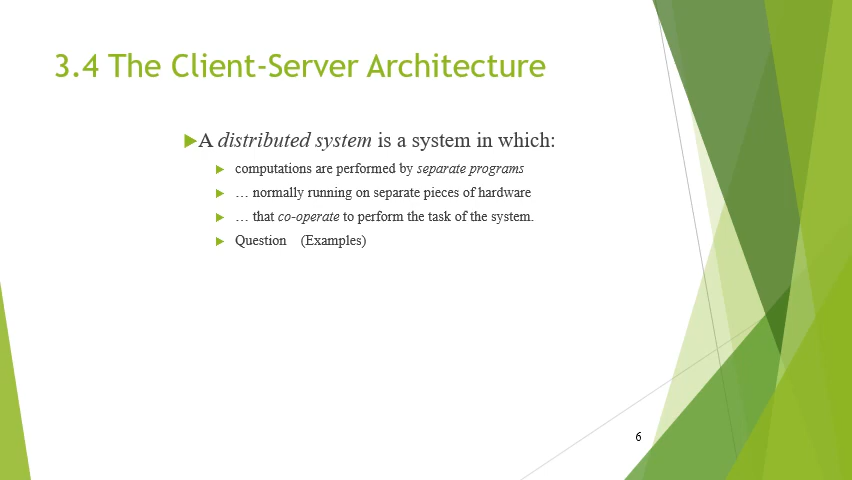 3.4 The Client-Server Architecture
A distributed system is a system in which:
computations are performed by separate programs
… normally running on separate pieces of hardware
… that co-operate to perform the task of the system.
Question (Examples)
6